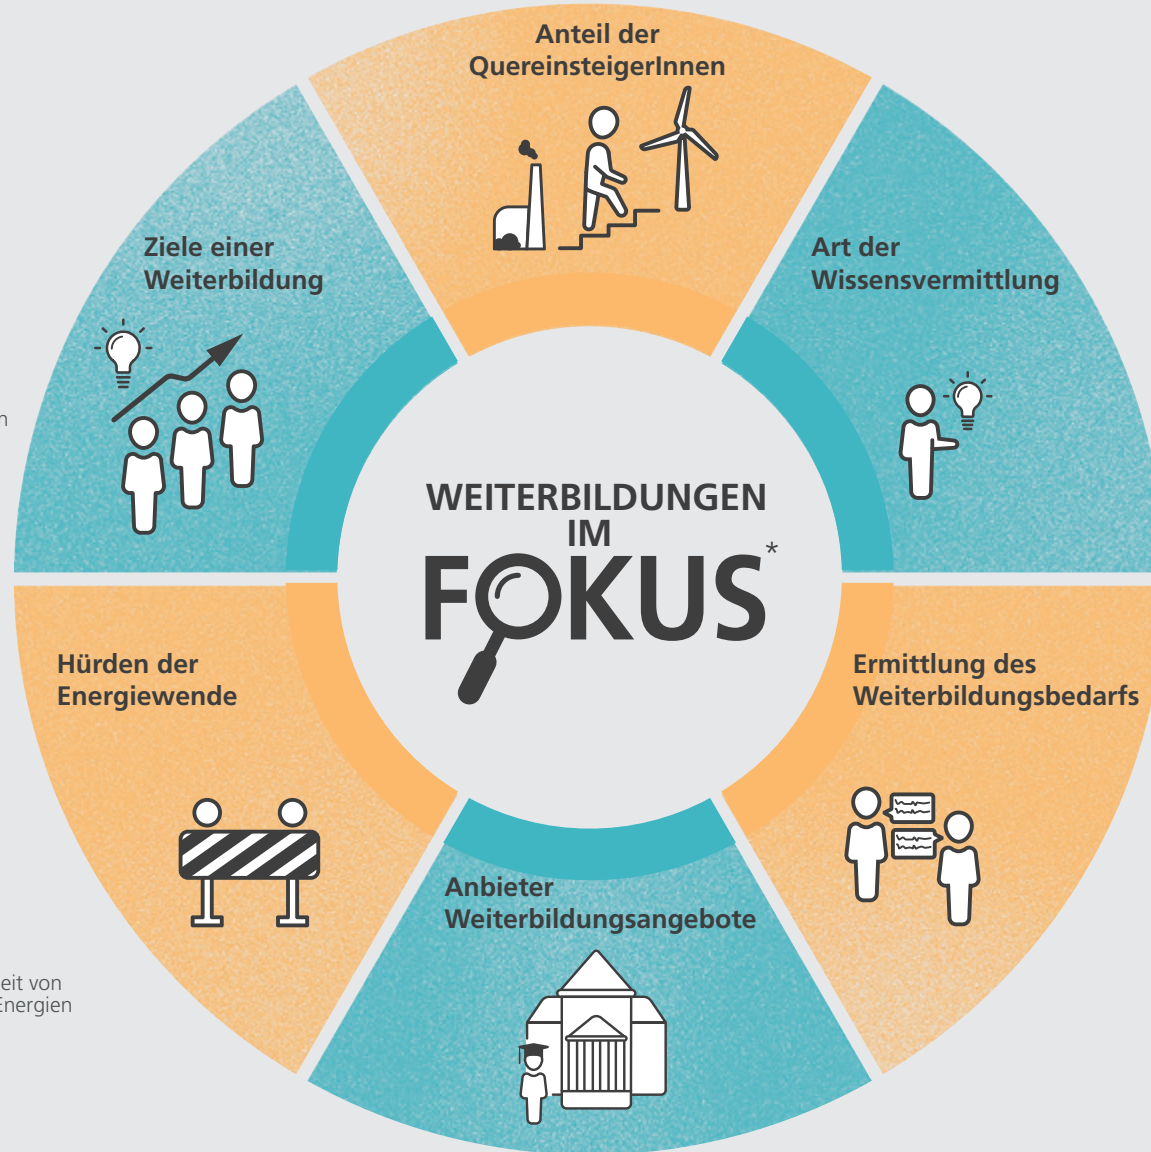 Anteil der
QuereinsteigerInnen
Ziele einer
Weiterbildung
Art der
Wissensvermittlung
WEITERBILDUNGEN
IM
FOKUS*
Hürden der
Energiewende
Ermittlung des
Weiterbildungsbedarfs
Anbieter
Weiterbildungsangebote
von
Energien